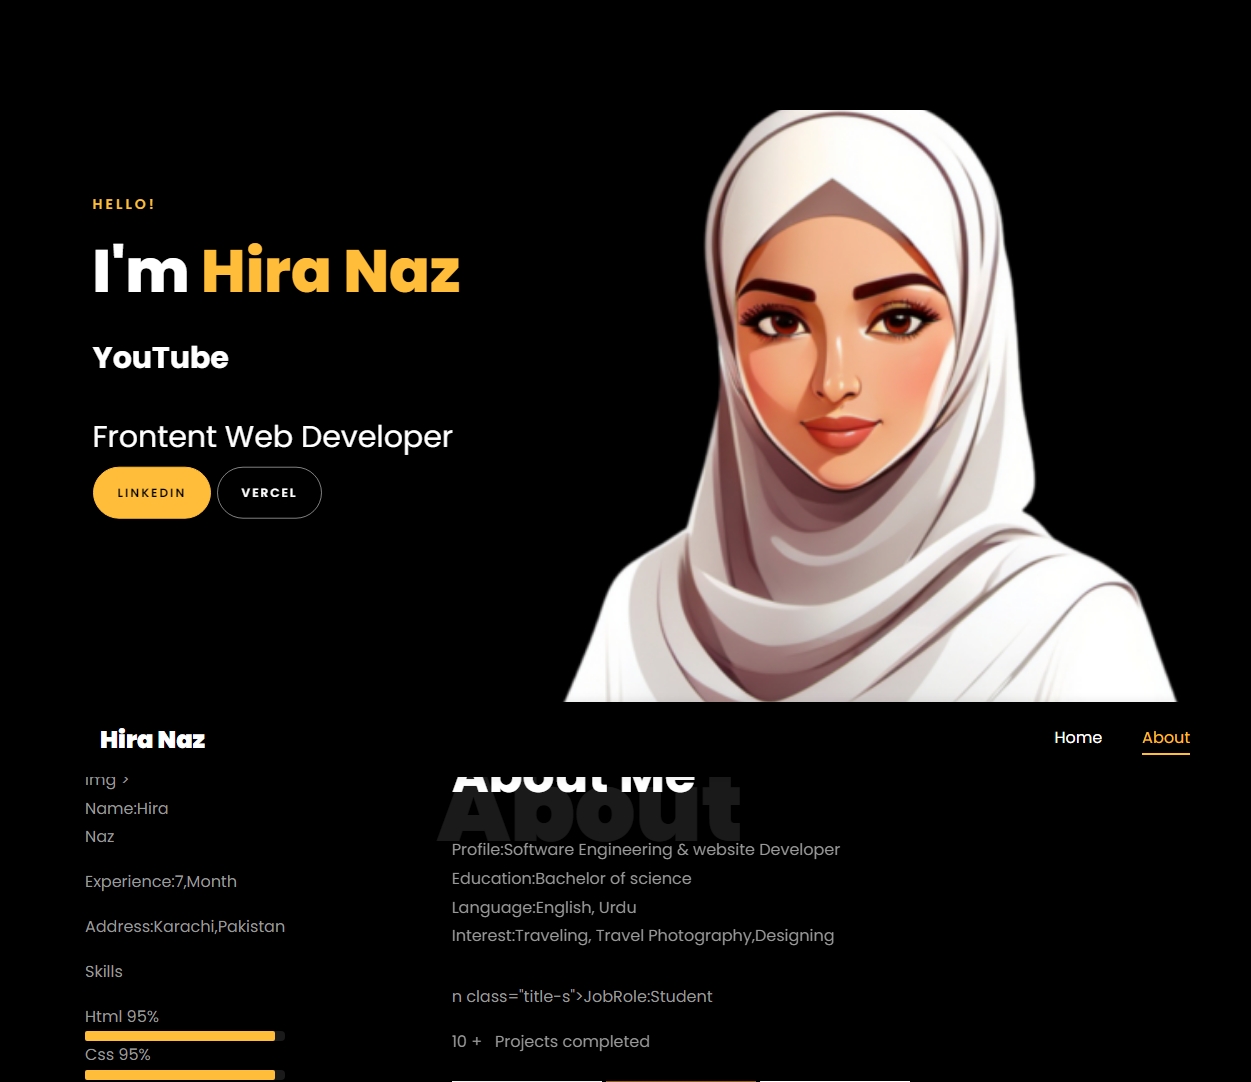 HELLO!
I'm Hira Naz
YouTube
Frontent Web Developer
LINKEDIN
VERCEL
Hira Naz
Home
About
img >
Name:Hira
Naz
Experience:7,Month
Address:Karachi,Pakistan
Skills
Html 95%
Css 95%
About
About Me
Profile:Software Engineering & website Developer
Education:Bachelor of science
Language:English, Urdu
Interest:Traveling, Travel Photography,Designing
n class="title-s">JobRole:Student
10 + Projects completed